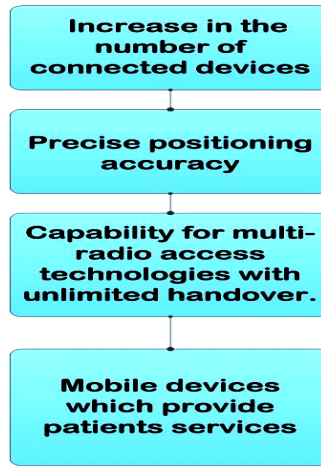 Increase in the
number of
connected devices
Precise positioning
accuracy
Capability for multi-
radio access
technologies with
unlimited handover.
Mobile devices
which provide
patients services